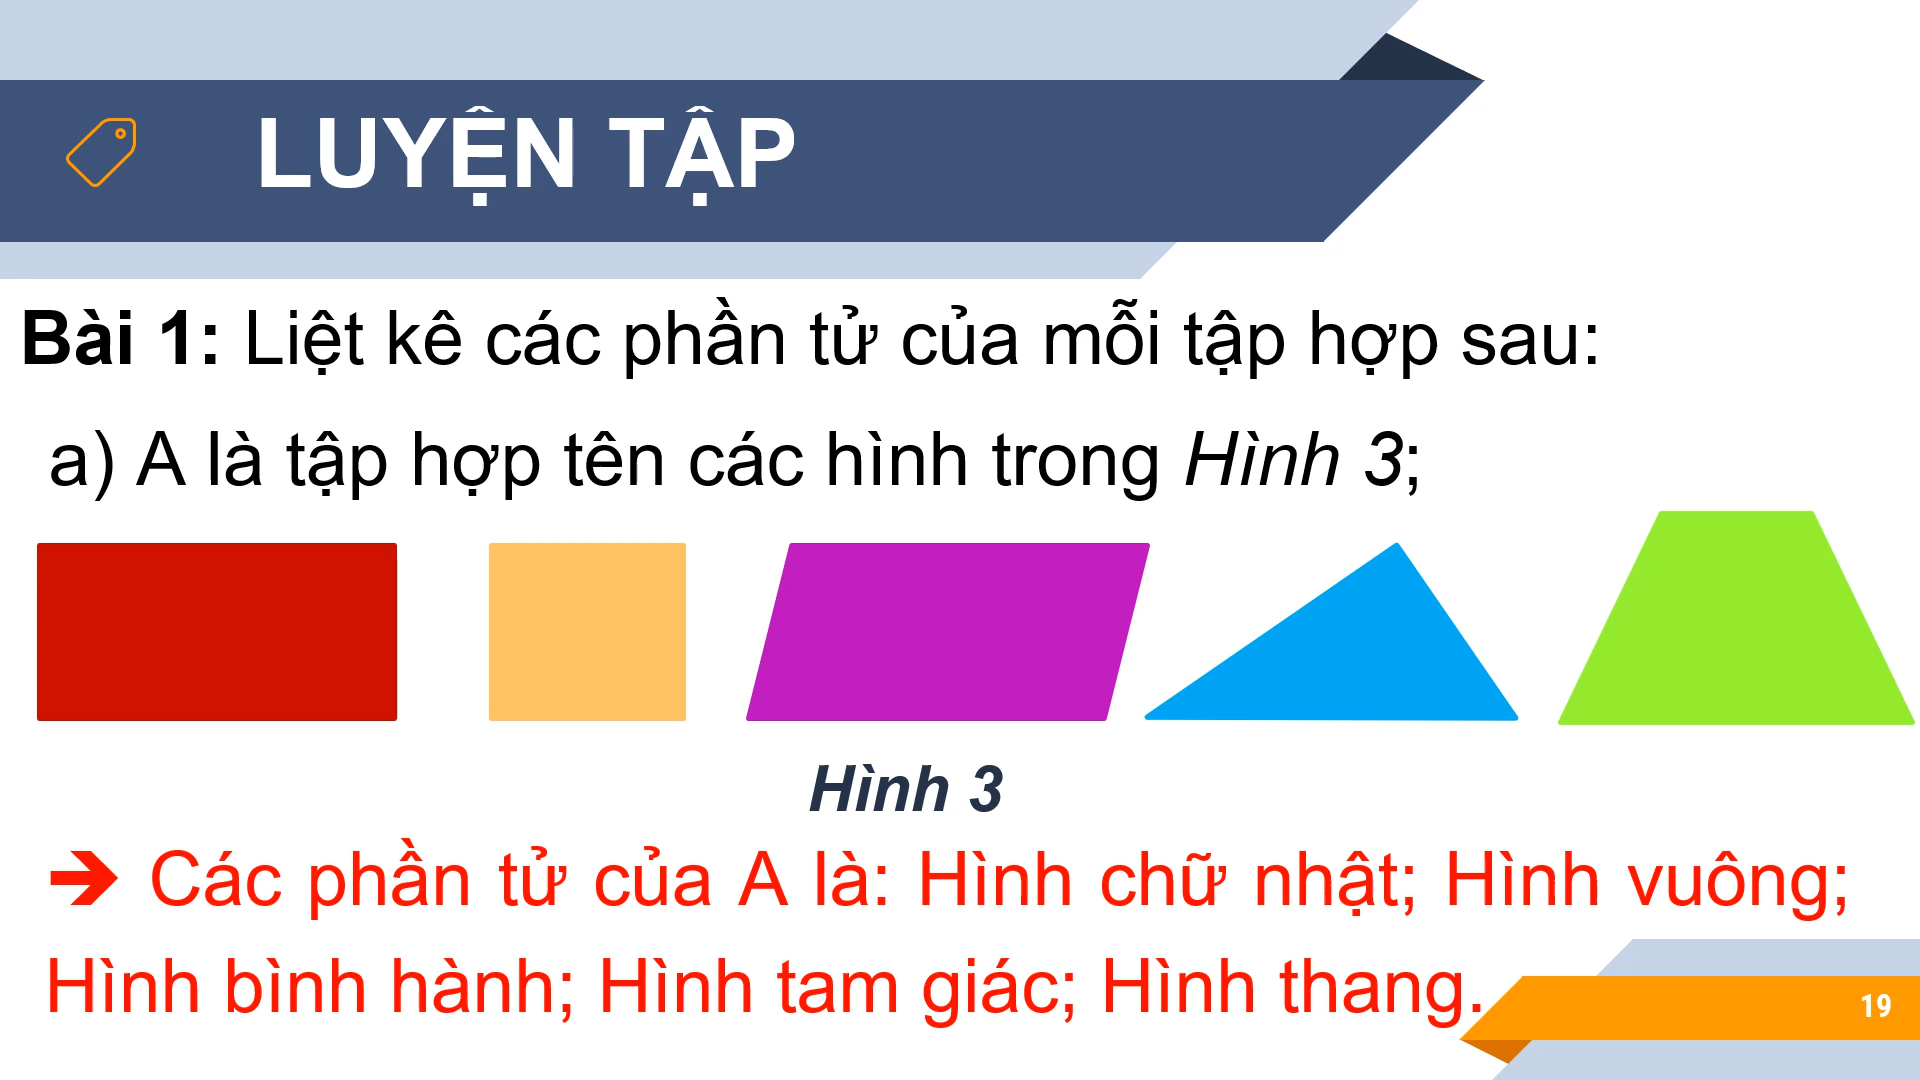 LUYỆN TẬP
Bài 1: Liệt kê các phần tử của mỗi tập hợp sau:
a) A là tập hợp tên các hình trong Hình 3;
Hình 3
➔ Các phần tử của A là: Hình chữ nhật; Hình vuông;
Hình bình hành; Hình tam giác; Hình thang.
19